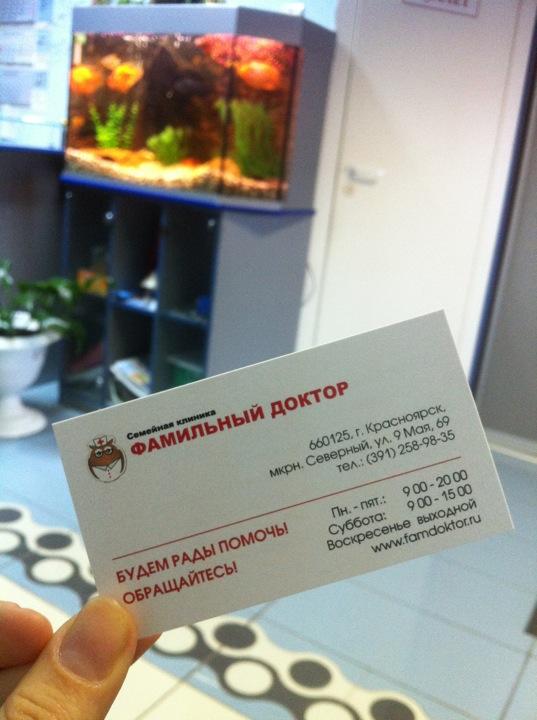 Семейная клиника
ФАМИЛЬНЫЙ ДОКТОР
660125, г. Красноярск,
мкрн. Северный, ул. 9 Мая, 69
тел.: (391) 258-98-35
БУДЕМ РАДЫ ПОМОЧЬ!
ОБРАЩАЙТЕСЬ!
Пн. - пят.: 9 00 - 20 00
Суббота: 9 00 - 15 00
Воскресенье выходной
www.famdoktor.ru